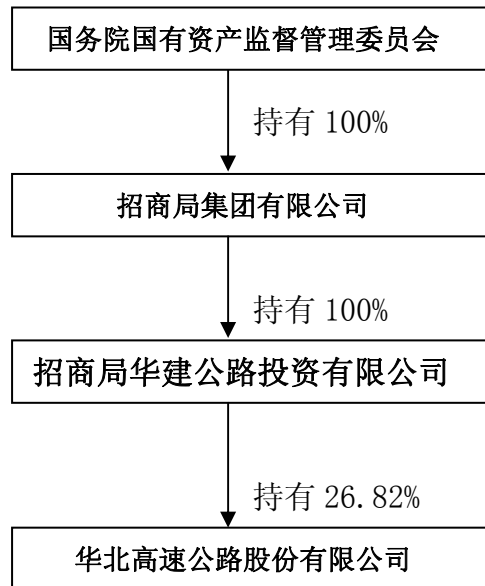 国务院国有资产监督管理委员会
持有 100%
招商局集团有限公司
持有 100%
招商局华建公路投资有限公司
持有 26.82%
华北高速公路股份有限公司